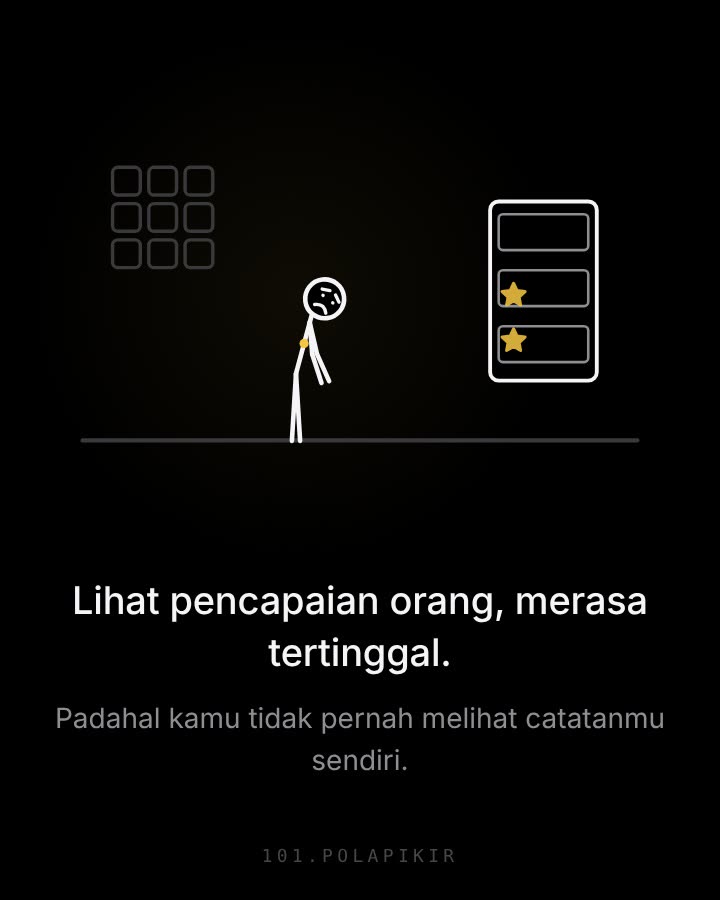 Lihat pencapaian orang, merasa
tertinggal.
Padahal kamu tidak pernah melihat catatanmu
sendiri.
101.POLAPIKIR